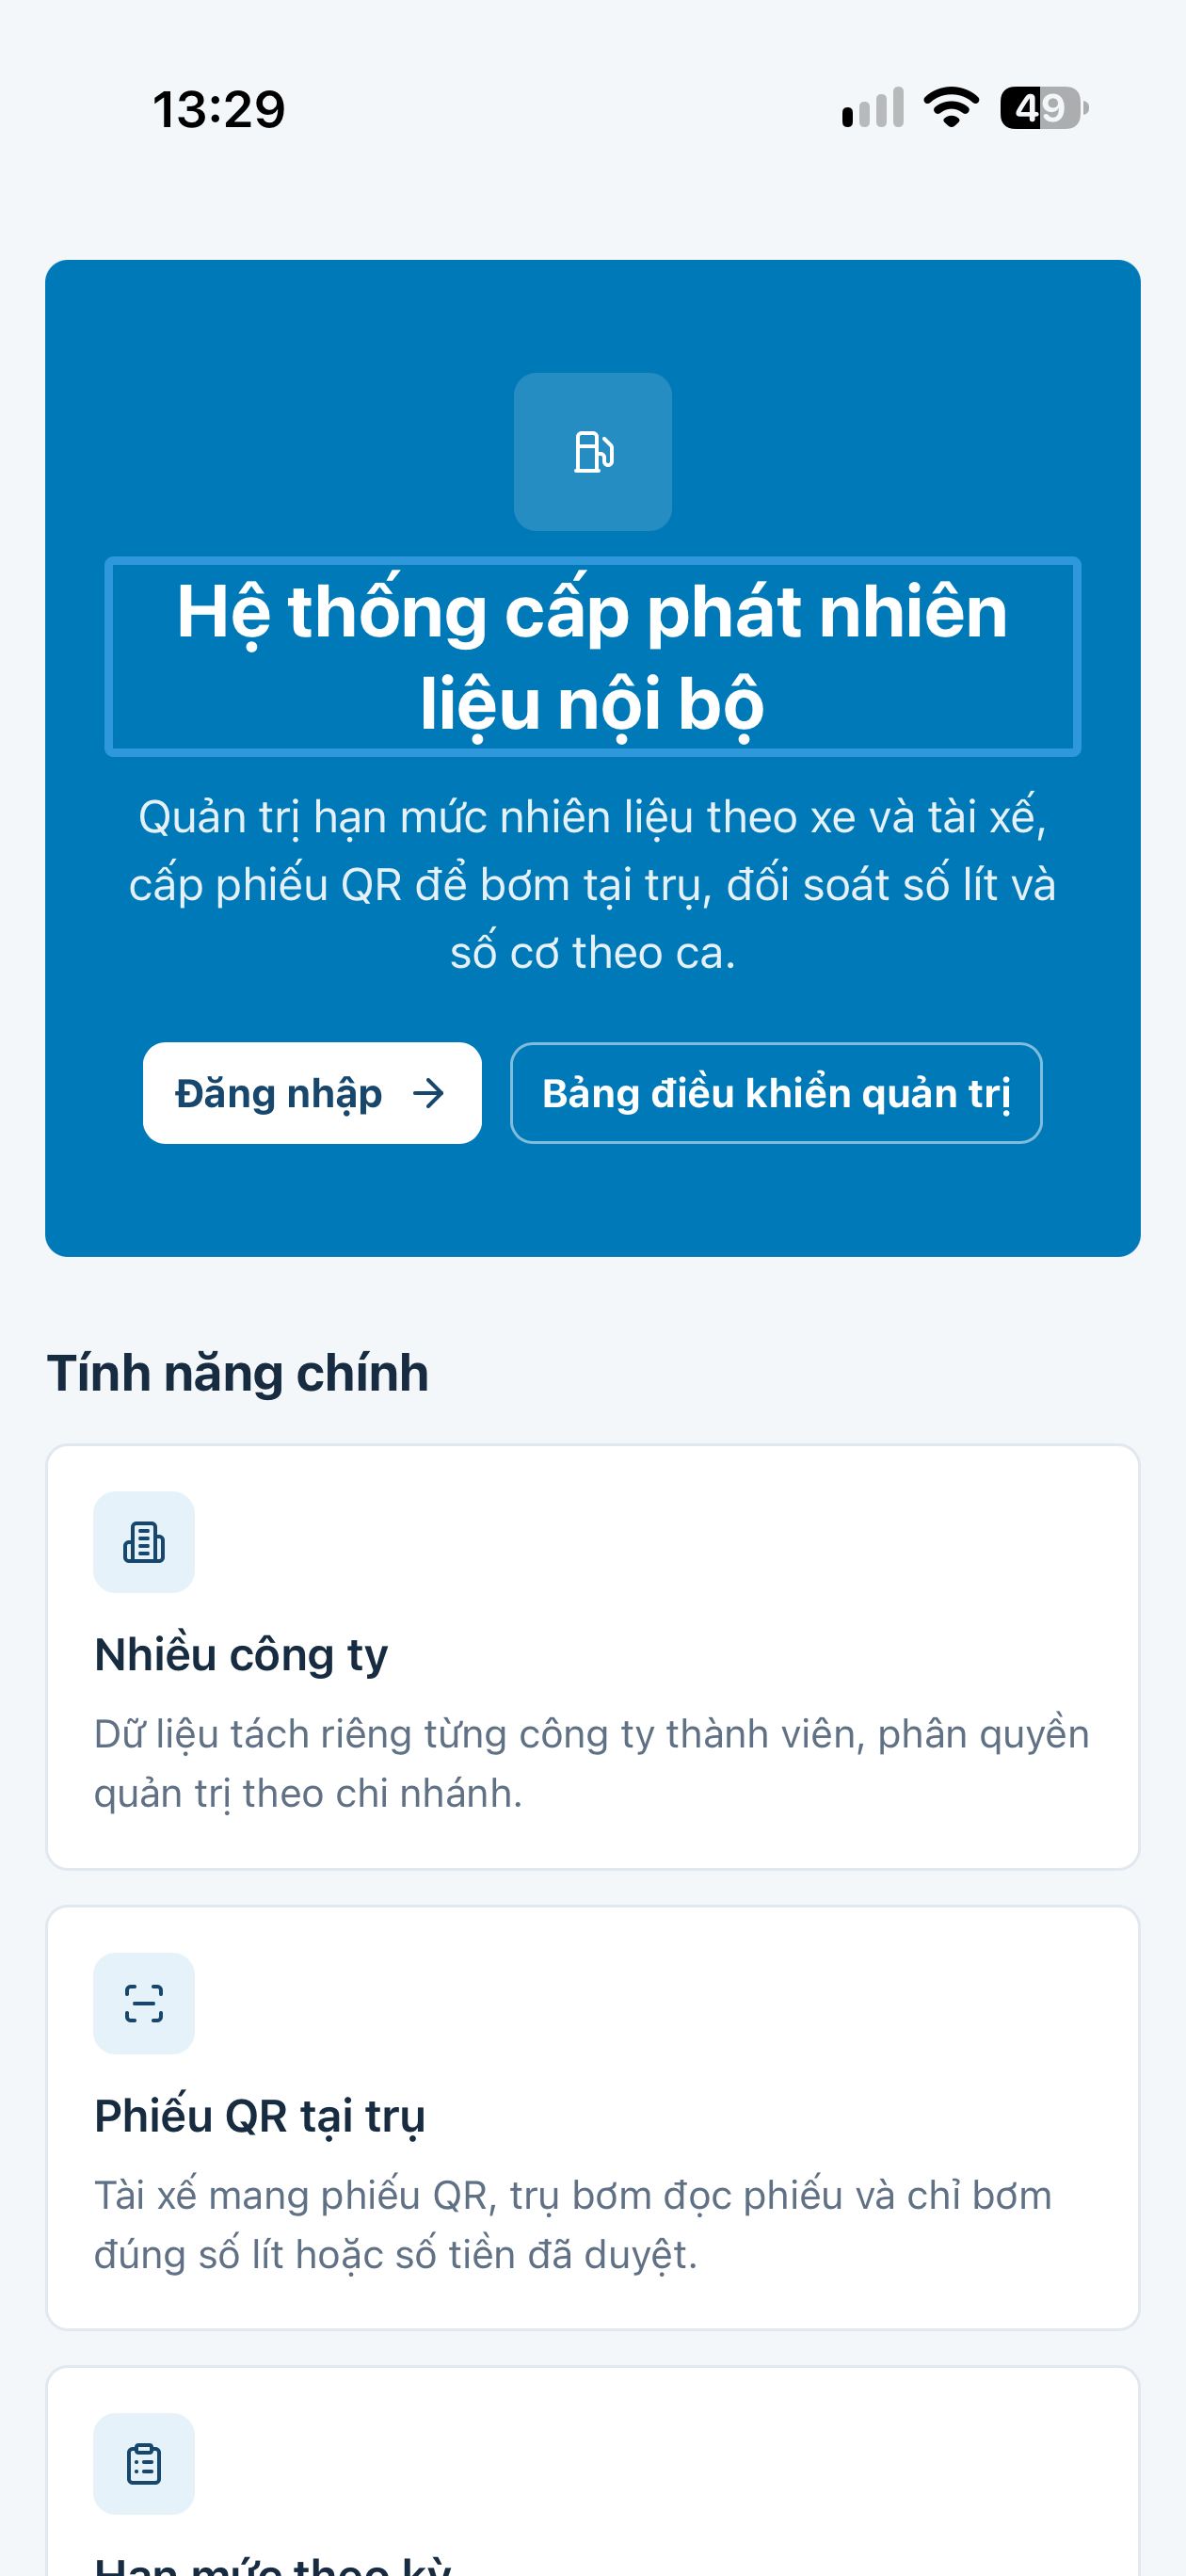 13:29
49
Hệ thống cấp phát nhiên
liệu nội bộ
Quản trị hạn mức nhiên liệu theo xe và tài xế,
cấp phiếu QR để bơm tại trụ, đối soát số lít và
số cơ theo ca.
Đăng nhập →
Bảng điều khiển quản trị
Tính năng chính
Nhiều công ty
Dữ liệu tách riêng từng công ty thành viên, phân quyền
quản trị theo chi nhánh.
Phiếu QR tại trụ
Tài xế mang phiếu QR, trụ bơm đọc phiếu và chỉ bơm
đúng số lít hoặc số tiền đã duyệt.
Hạn mức theo kỳ